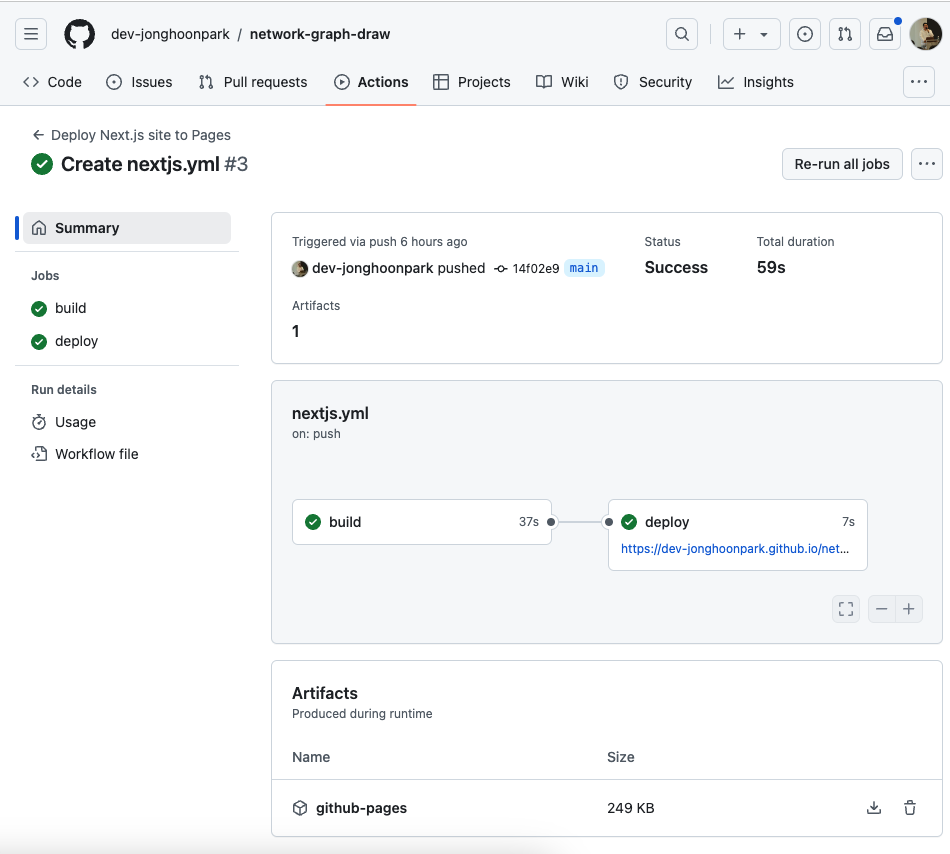 dev-jonghoonpark / network-graph-draw
Code Issues Pull requests Actions Projects Wiki Security Insights
Deploy Next.js site to Pages
Create nextjs.yml #3
Re-run all jobs
Summary
Jobs
build
deploy
Run details
Usage
Workflow file
Triggered via push 6 hours ago
dev-jonghoonpark pushed 14f02e9 main
Status
Success
Total duration
59s
Artifacts
1
nextjs.yml
on: push
build 37s
deploy 7s
https://dev-jonghoonpark.github.io/net...
Artifacts
Produced during runtime
Name Size
github-pages 249 KB